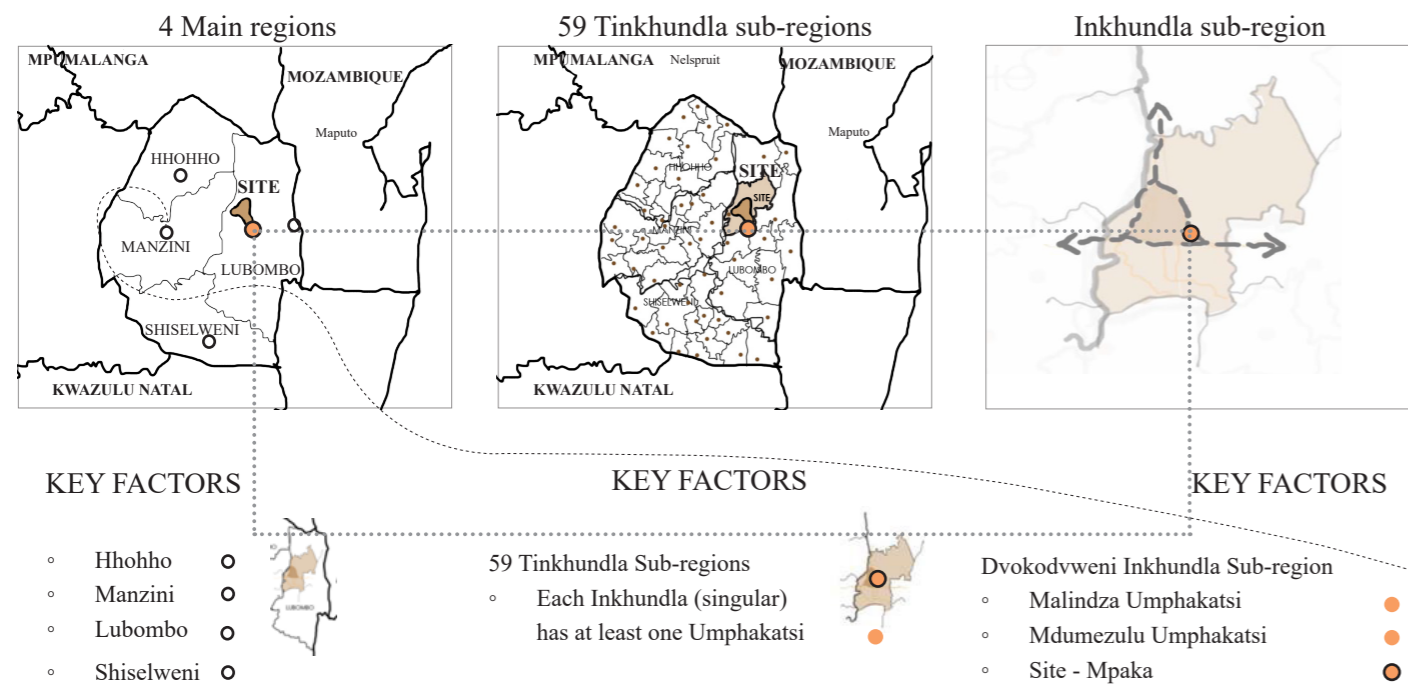 4 Main regions
59 Tinkhundla sub-regions
Inkhundla sub-region
MPUMALANGA
MOZAMBIQUE
Maputo
HHOHHO
SITE
MANZINI
LUBOMBO
SHISELWENI
KWAZULU NATAL
MPUMALANGA
Nelspruit
MOZAMBIQUE
Maputo
HHOHHO
SITE
SITE
MANZINI
LUBOMBO
SHISELWENI
KWAZULU NATAL
KEY FACTORS
Hhohho
Manzini
Lubombo
Shiselweni
LUBOMBO
KEY FACTORS
59 Tinkhundla Sub-regions
Each Inkhundla (singular)
has at least one Umphakatsi
KEY FACTORS
Dvokodvweni Inkhundla Sub-region
Malindza Umphakatsi
Mdumezulu Umphakatsi
Site - Mpaka